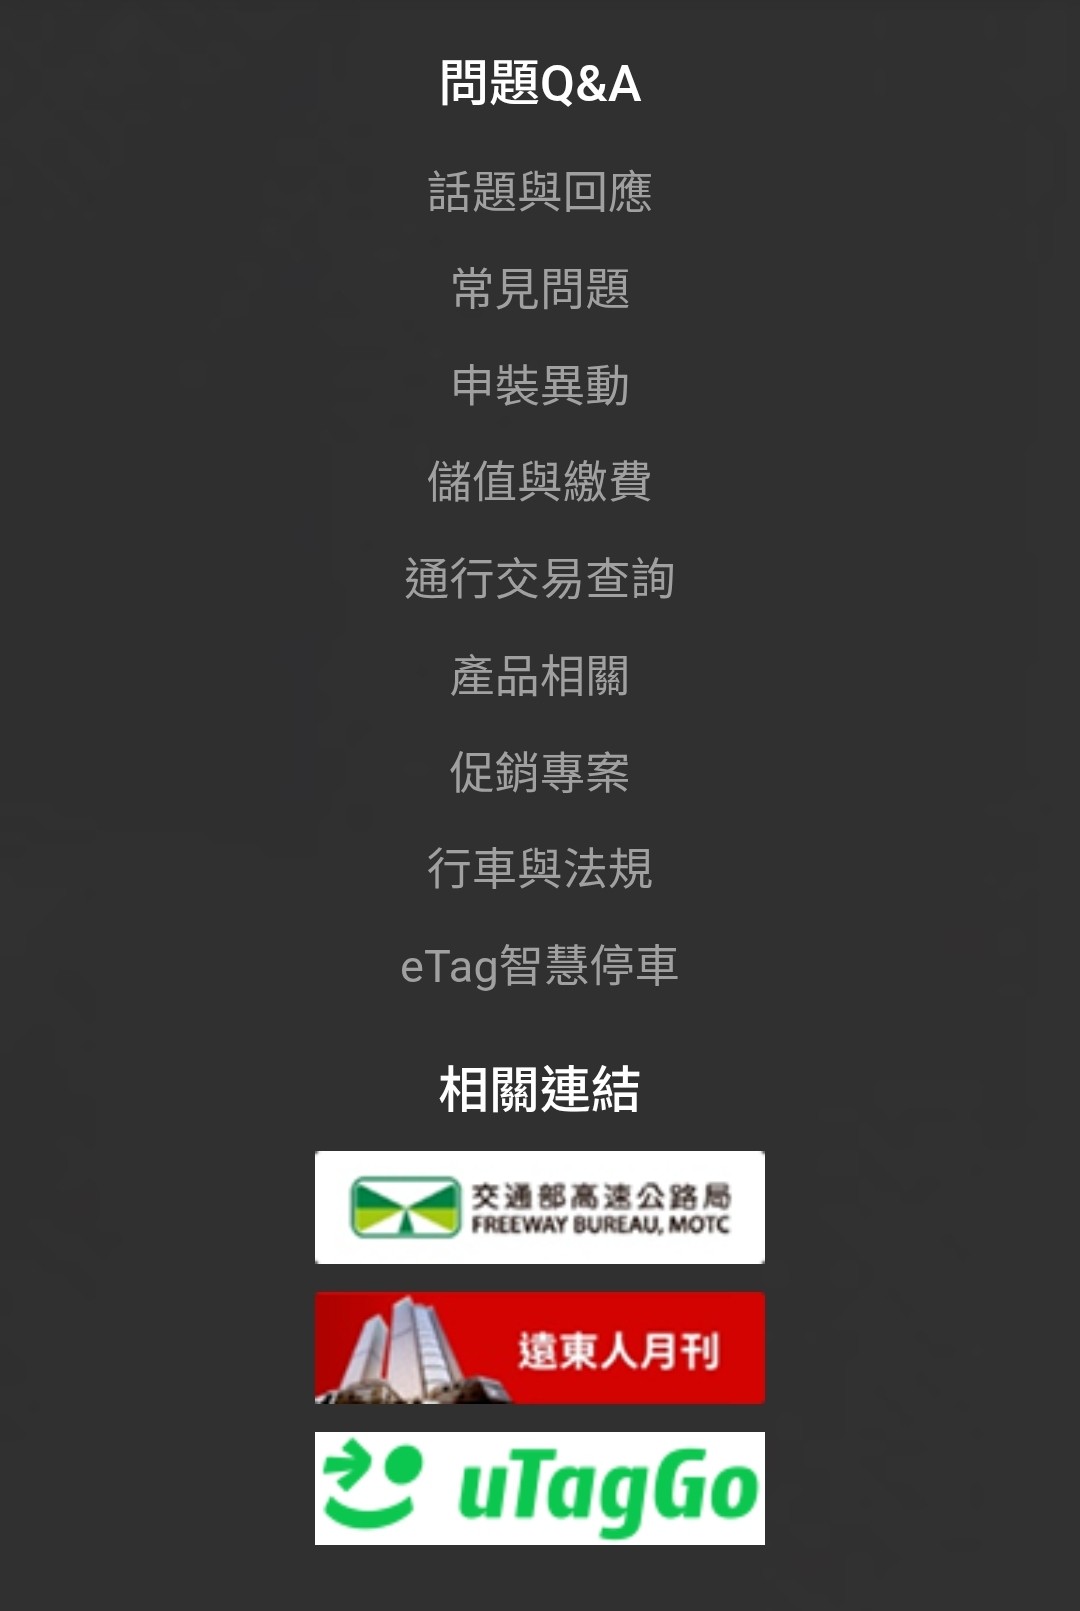 問題Q&A
話題與回應
常見問題
申裝異動
儲值與繳費
通行交易查詢
產品相關
促銷專案
行車與法規
eTag智慧停車
相關連結
交通部高速公路局
FREEWAY BUREAU, MOTC
遠東人月刊
uTagGo